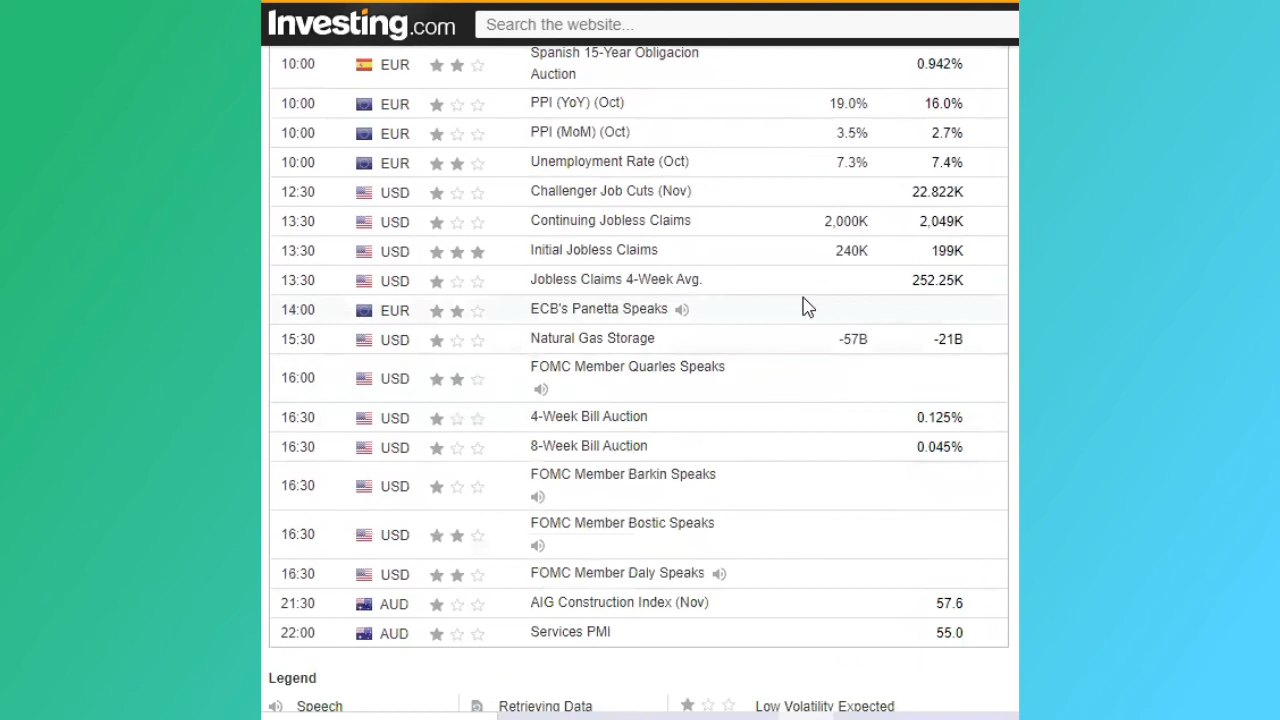 Investing.com Search the website...
Spanish 15-Year Obligacion
10:00 EUR 0.942%
Auction
10:00 EUR PPI (YoY) (Oct) 19.0% 16.0%
10:00 EUR PPI (MoM) (Oct) 3.5% 2.7%
10:00 EUR Unemployment Rate (Oct) 7.3% 7.4%
12:30 USD Challenger Job Cuts (Nov) 22.822K
13:30 USD Continuing Jobless Claims 2,000K 2,049K
13:30 USD Initial Jobless Claims 240K 199K
13:30 USD Jobless Claims 4-Week Avg. 252.25K
14:00 EUR ECB's Panetta Speaks
15:30 USD Natural Gas Storage -57B -21B
16:00 USD FOMC Member Quarles Speaks
16:30 USD 4-Week Bill Auction 0.125%
16:30 USD 8-Week Bill Auction 0.045%
16:30 USD FOMC Member Barkin Speaks
16:30 USD FOMC Member Bostic Speaks
16:30 USD FOMC Member Daly Speaks
21:30 AUD AIG Construction Index (Nov) 57.6
22:00 AUD Services PMI 55.0
Legend
Speech Retrieving Data Low Volatility Expected